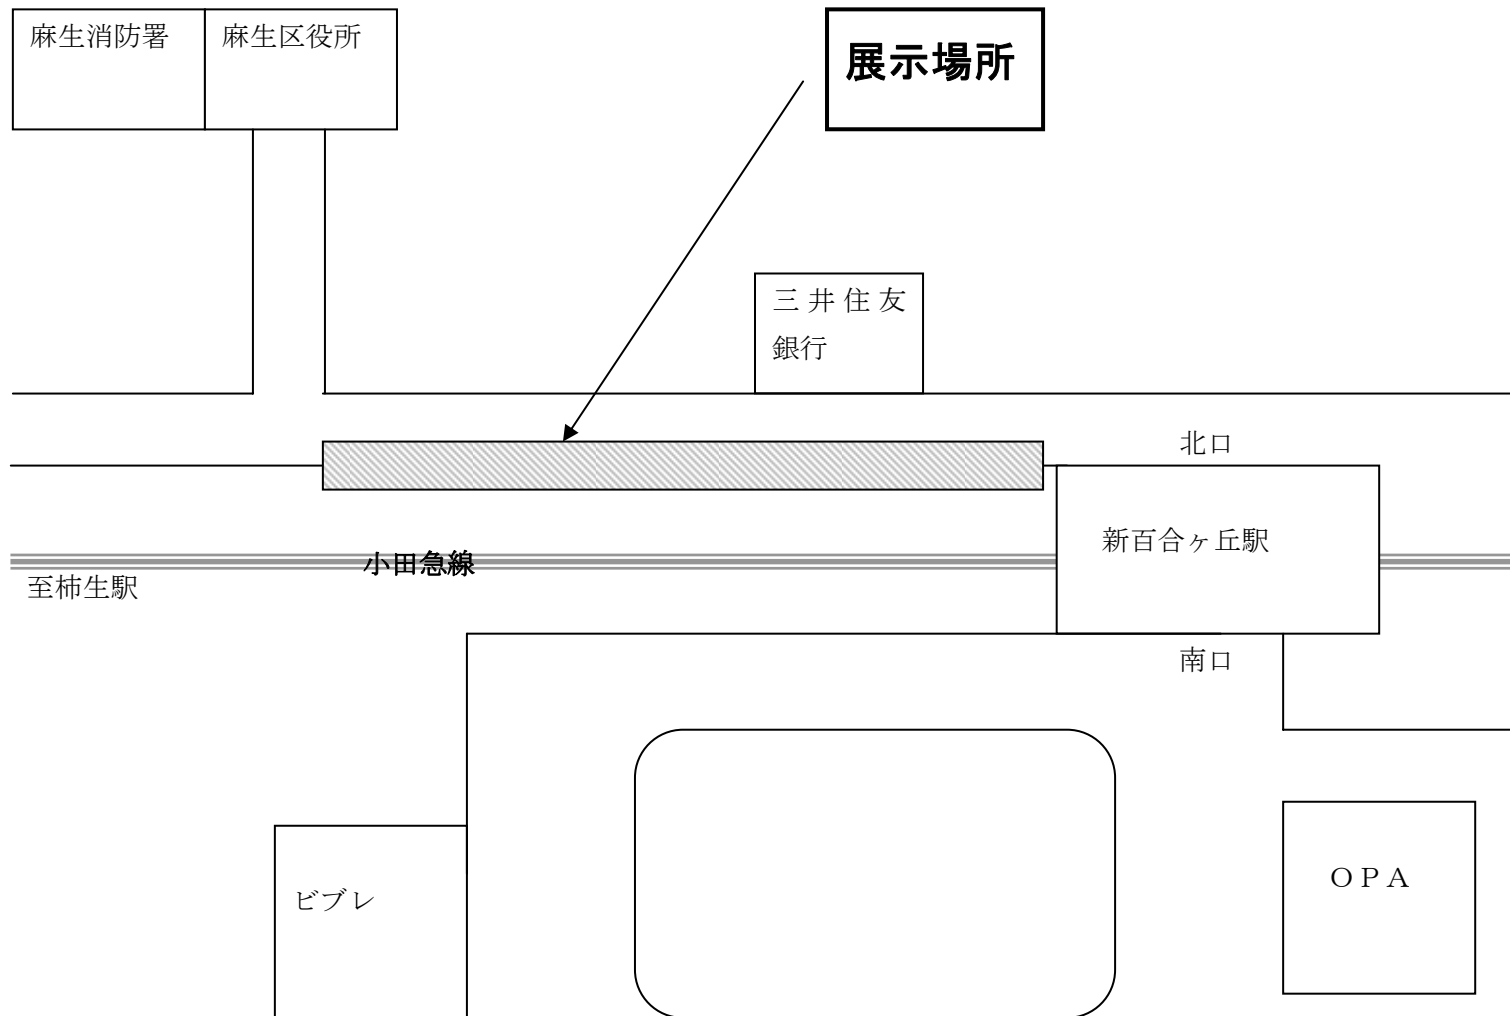 麻生消防署
麻生区役所
展示場所
三井住友
銀行
北口
新百合ヶ丘駅
小田急線
至柿生駅
南口
ビブレ
ＯＰＡ